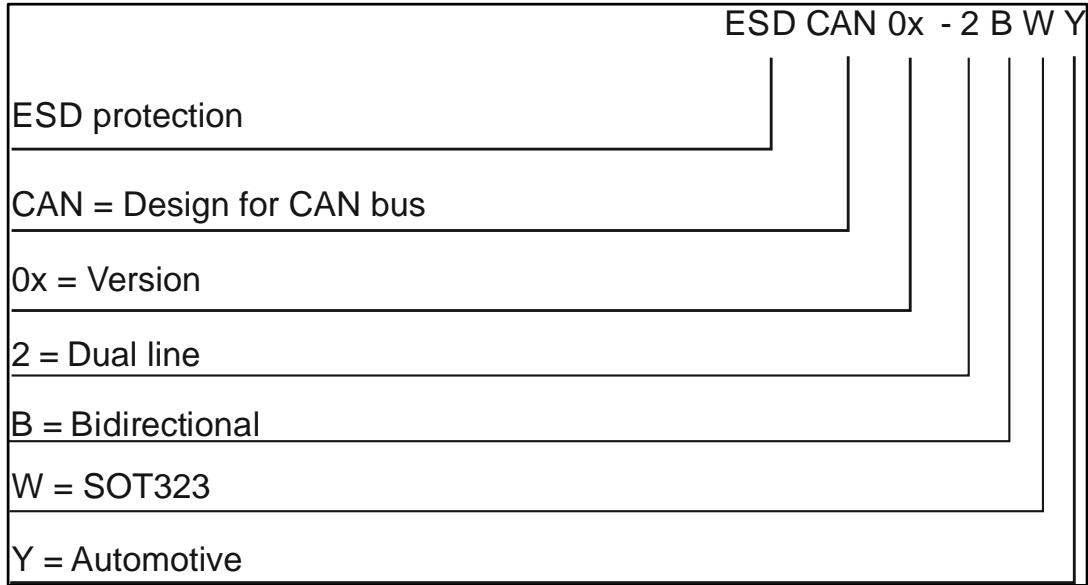 ESD CAN 0x - 2 B W Y
ESD protection
CAN = Design for CAN bus
0x = Version
2 = Dual line
B = Bidirectional
W = SOT323
Y = Automotive